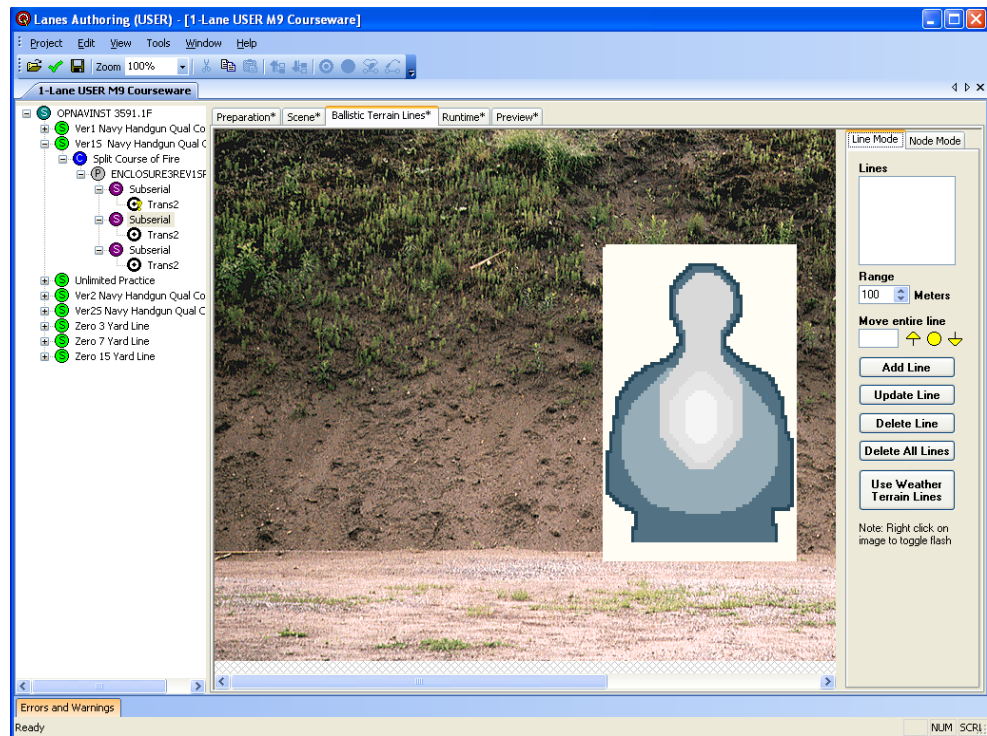 Lanes Authoring (USER) - [1-Lane USER M9 Courseware]
Project Edit View Tools Window Help
Zoom 100%
1-Lane USER M9 Courseware
OPNAVINST 3591.1F
Ver1 Navy Handgun Qual Co
Ver1S Navy Handgun Qual C
Split Course of Fire
ENCLOSURE3REV1SF
Subserial
Trans2
Subserial
Trans2
Subserial
Trans2
Unlimited Practice
Ver2 Navy Handgun Qual Co
Ver2S Navy Handgun Qual C
Zero 3 Yard Line
Zero 7 Yard Line
Zero 15 Yard Line
Preparation* Scene* Ballistic Terrain Lines* Runtime* Preview*
Line Mode Node Mode
Lines
Range
100 Meters
Move entire line
Add Line
Update Line
Delete Line
Delete All Lines
Use Weather
Terrain Lines
Note: Right click on
image to toggle flash
Errors and Warnings
Ready NUM SCRL